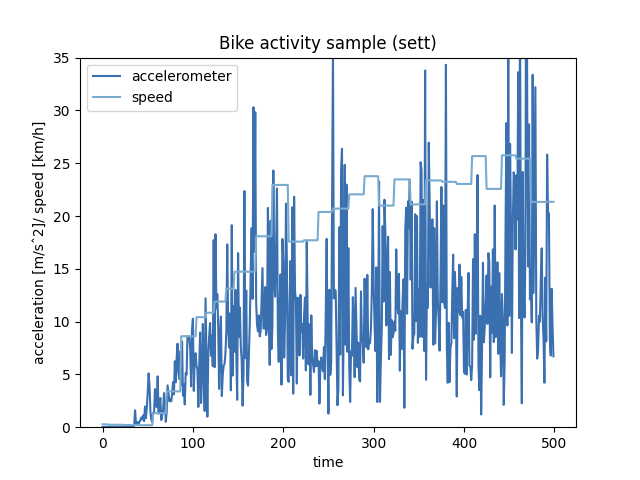 Bike activity sample (sett)
accelerometer
speed
acceleration [m/s^2]/ speed [km/h]
35
30
25
20
15
10
5
0
0 100 200 300 400 500
time